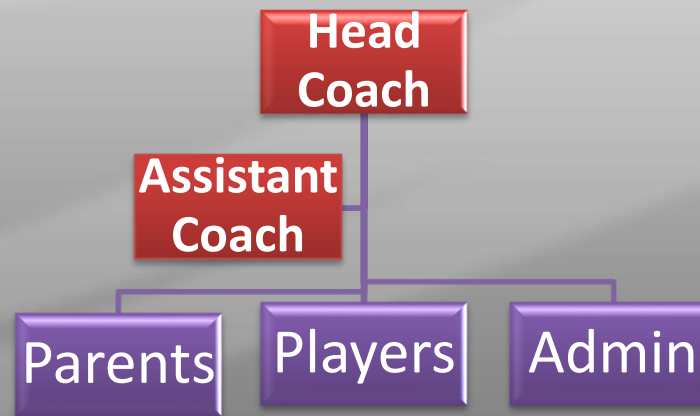 Head
Coach
Assistant
Coach
Parents
Players
Admin